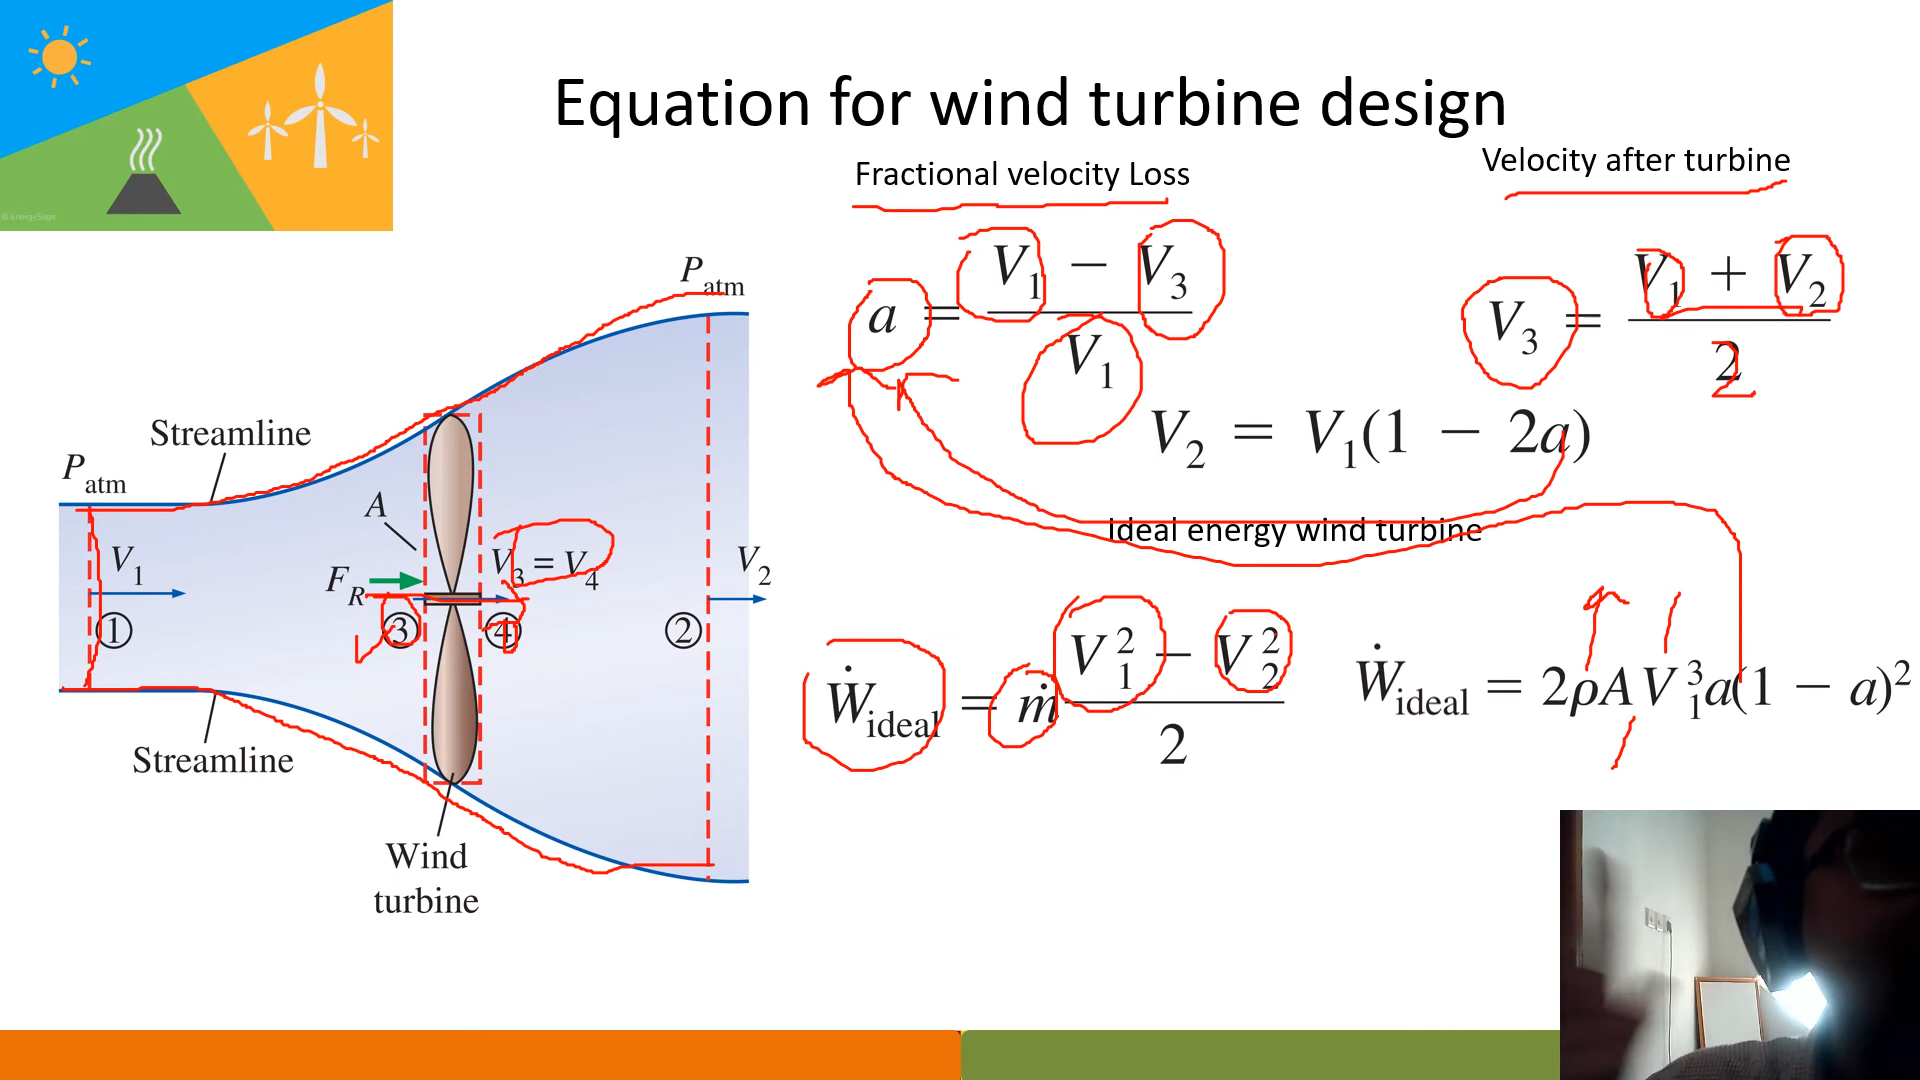 © EnergySage
Equation for wind turbine design
Fractional velocity Loss
Velocity after turbine
a = (V₁ − V₃) / V₁
V₃ = (V₁ + V₂) / 2
V₂ = V₁(1 − 2a)
Ideal energy wind turbine
Ẇideal = ṁ (V₁² − V₂²) / 2
Ẇideal = 2ρAV₁³a(1 − a)²
Patm
Streamline
Patm
A
V₁
FR
V₃ = V₄
V₂
①
③
④
②
Streamline
Wind
turbine